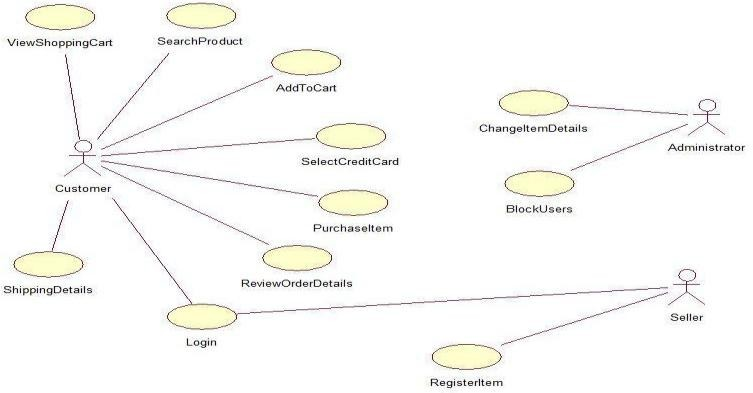 ViewShoppingCart
SearchProduct
AddToCart
ChangeItemDetails
Administrator
SelectCreditCard
Customer
BlockUsers
PurchaseItem
ShippingDetails
ReviewOrderDetails
Seller
Login
RegisterItem